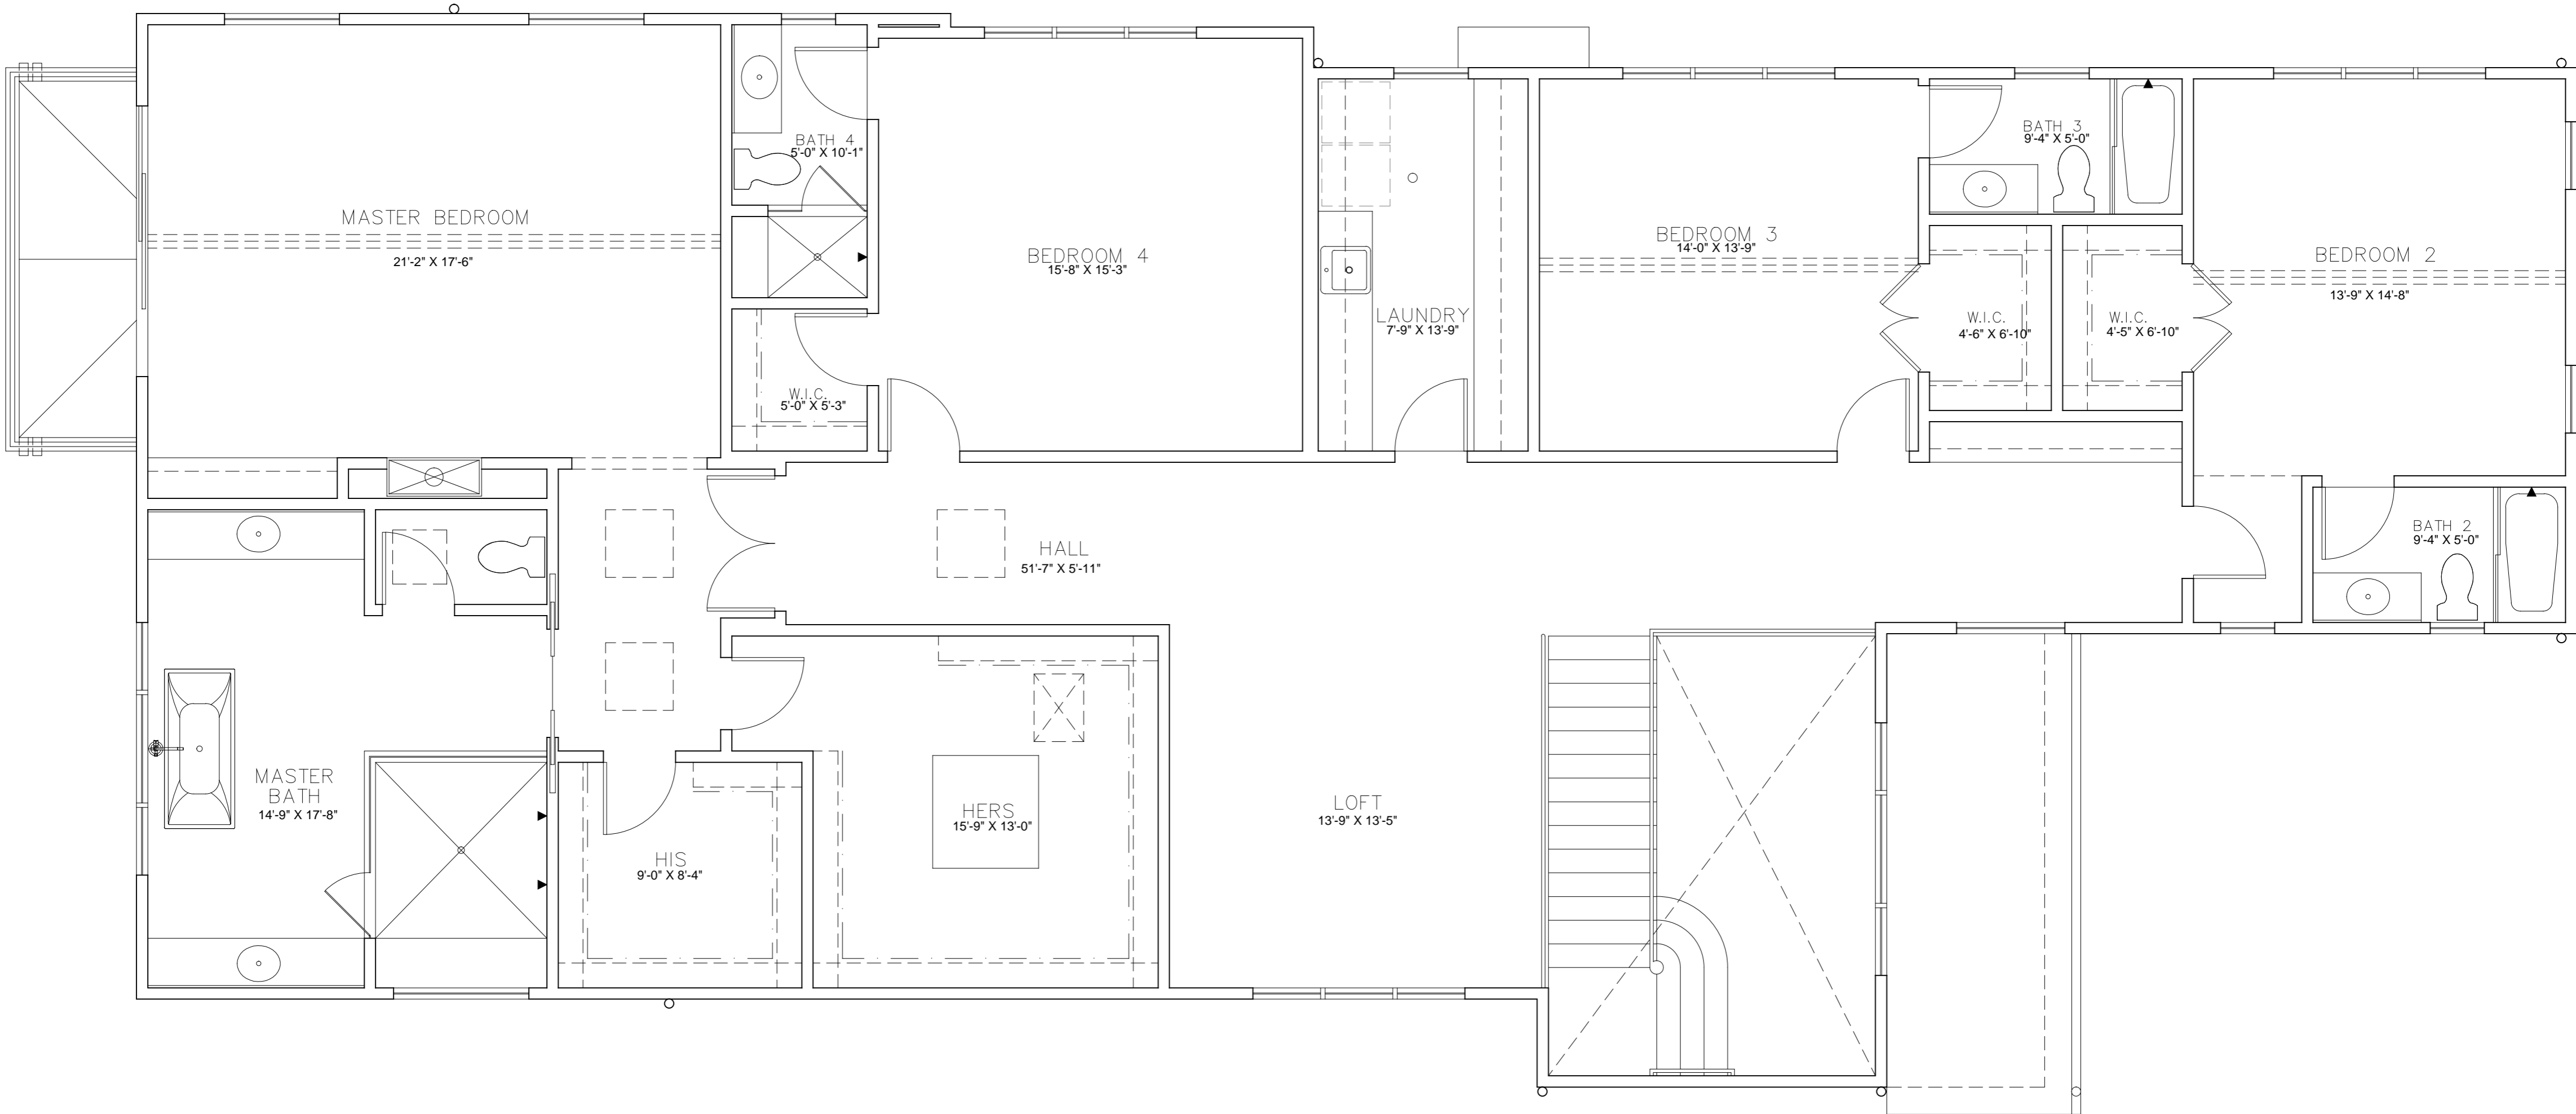 MASTER BEDROOM
21'-2" X 17'-6"
BATH 4
5'-0" X 10'-1"
W.I.C.
5'-0" X 5'-3"
BEDROOM 4
15'-8" X 15'-3"
LAUNDRY
7'-9" X 13'-9"
BEDROOM 3
14'-0" X 13'-9"
BATH 3
9'-4" X 5'-0"
W.I.C.
4'-6" X 6'-10"
W.I.C.
4'-5" X 6'-10"
BEDROOM 2
13'-9" X 14'-8"
BATH 2
9'-4" X 5'-0"
HALL
51'-7" X 5'-11"
MASTER
BATH
14'-9" X 17'-8"
HIS
9'-0" X 8'-4"
HERS
15'-9" X 13'-0"
LOFT
13'-9" X 13'-5"